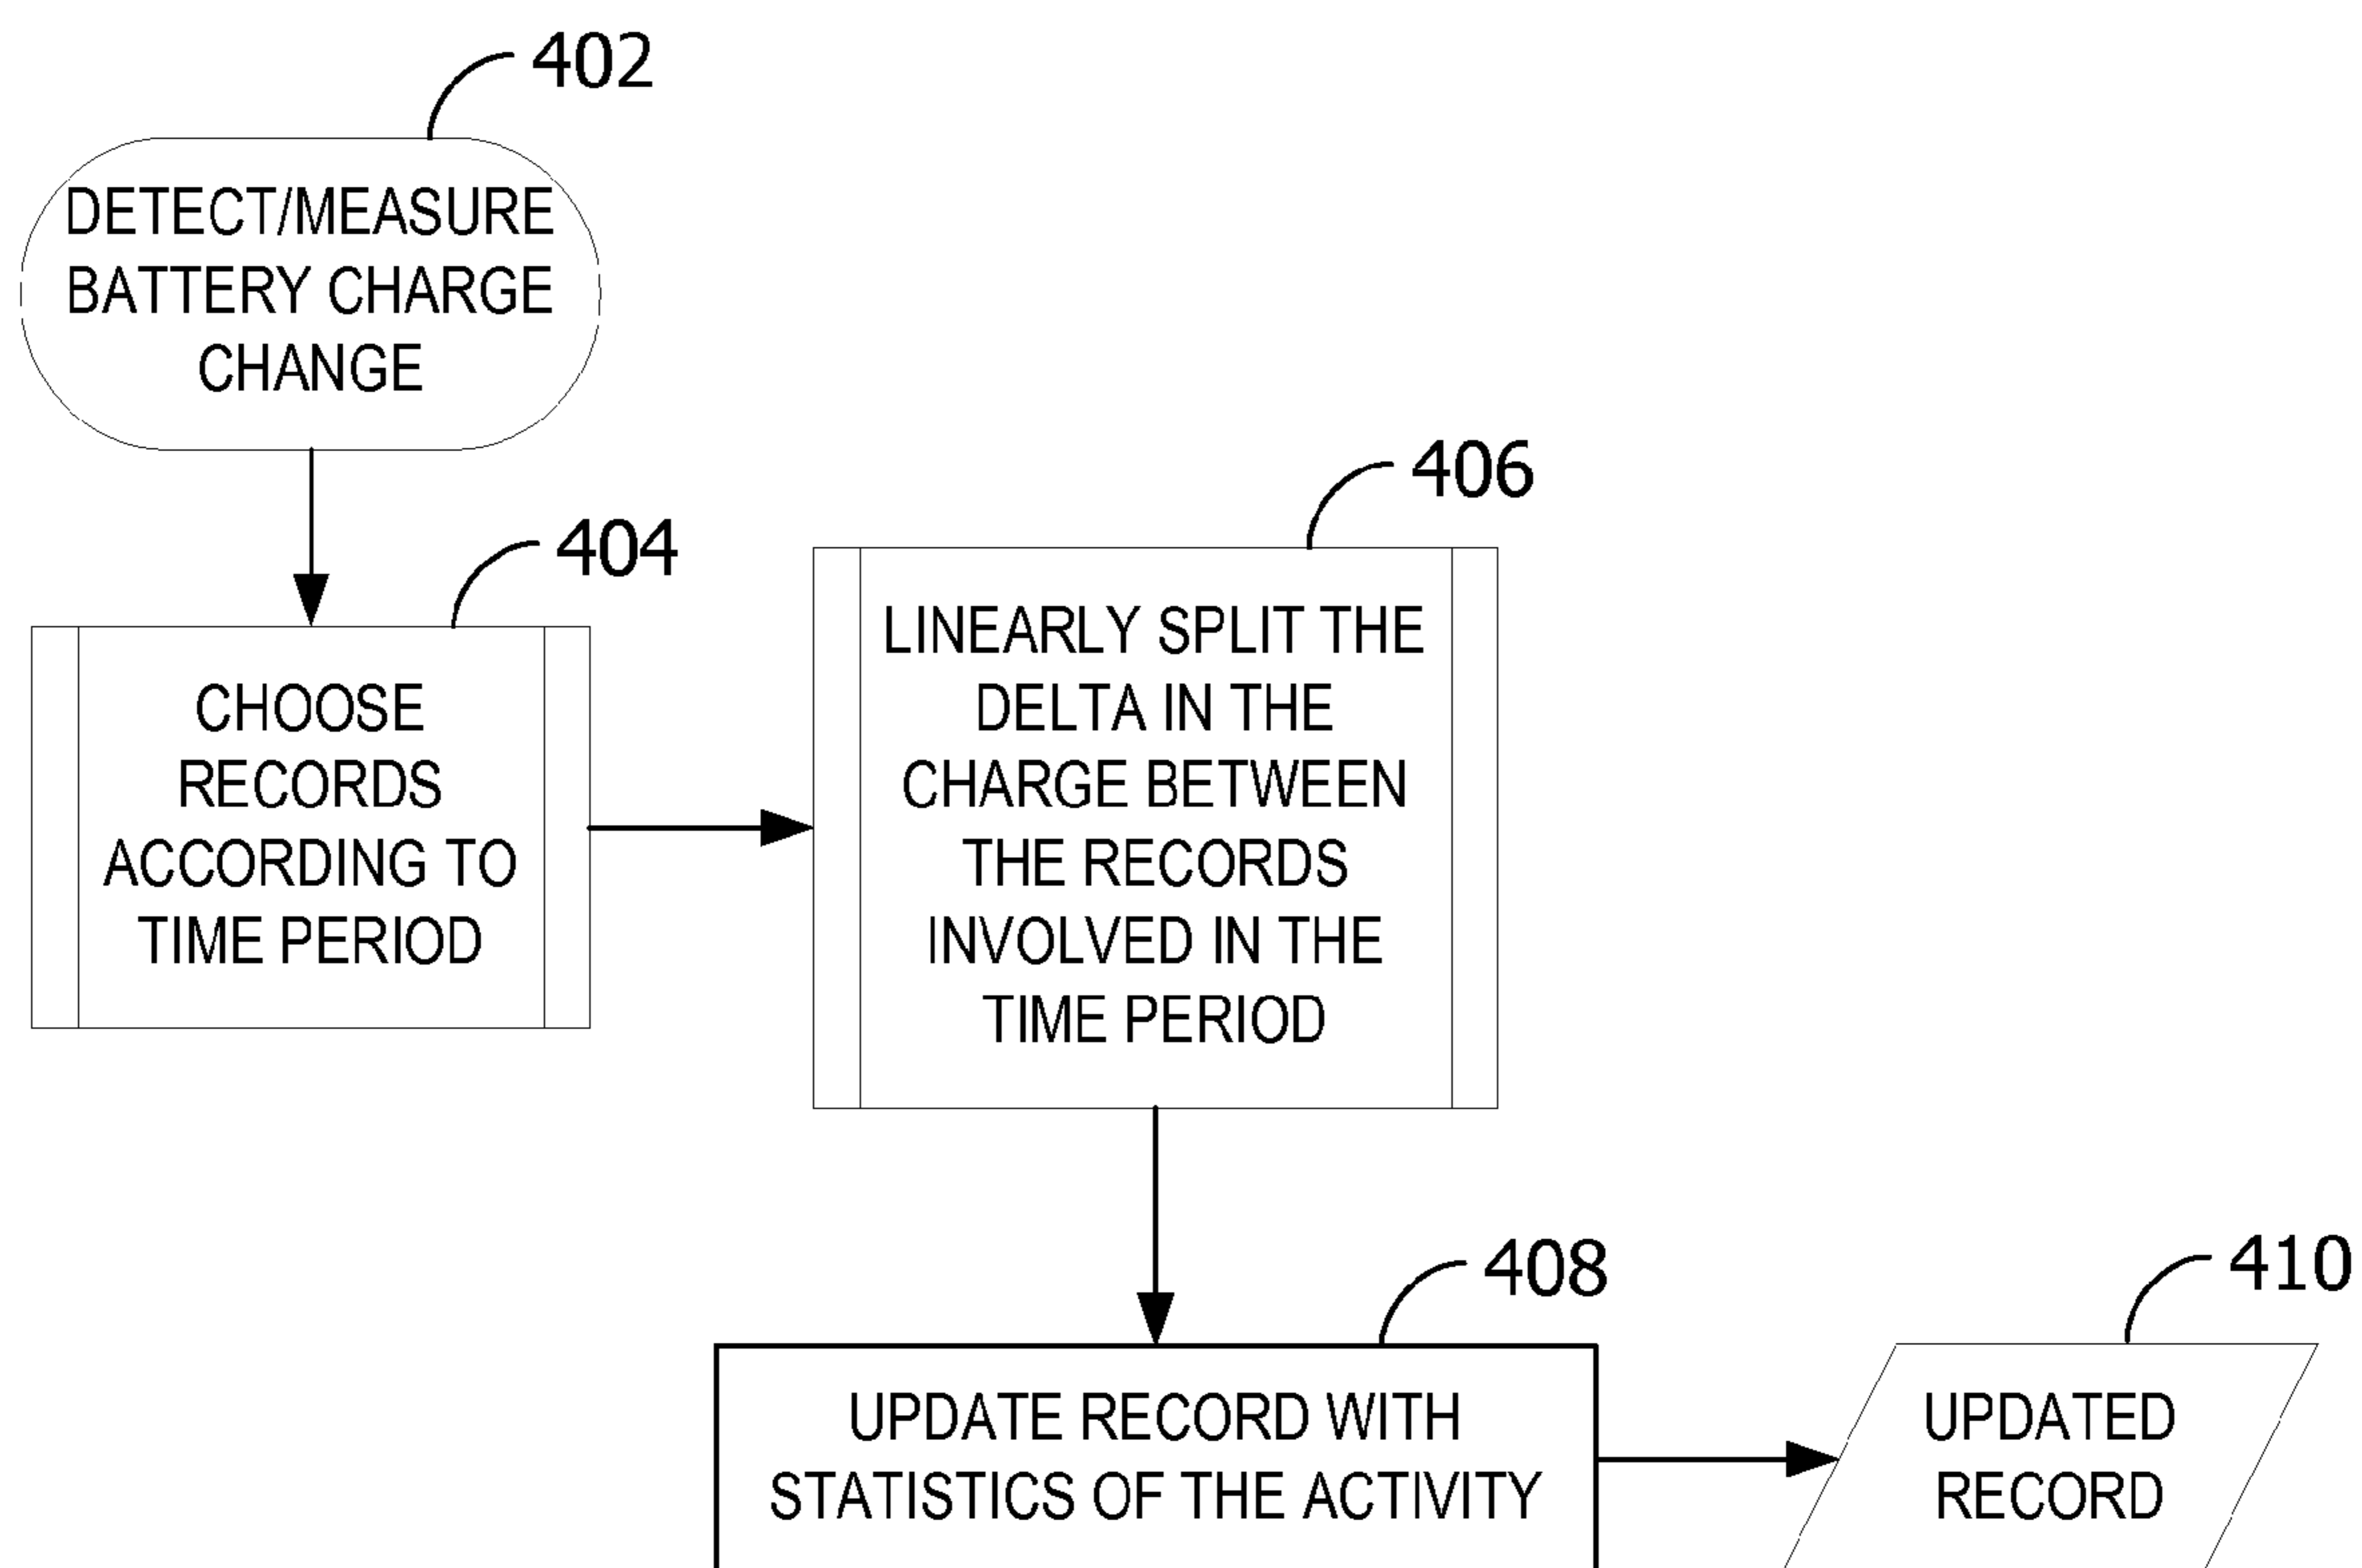 402
DETECT/MEASURE
BATTERY CHARGE
CHANGE
404
CHOOSE
RECORDS
ACCORDING TO
TIME PERIOD
406
LINEARLY SPLIT THE
DELTA IN THE
CHARGE BETWEEN
THE RECORDS
INVOLVED IN THE
TIME PERIOD
408
UPDATE RECORD WITH
STATISTICS OF THE ACTIVITY
410
UPDATED
RECORD